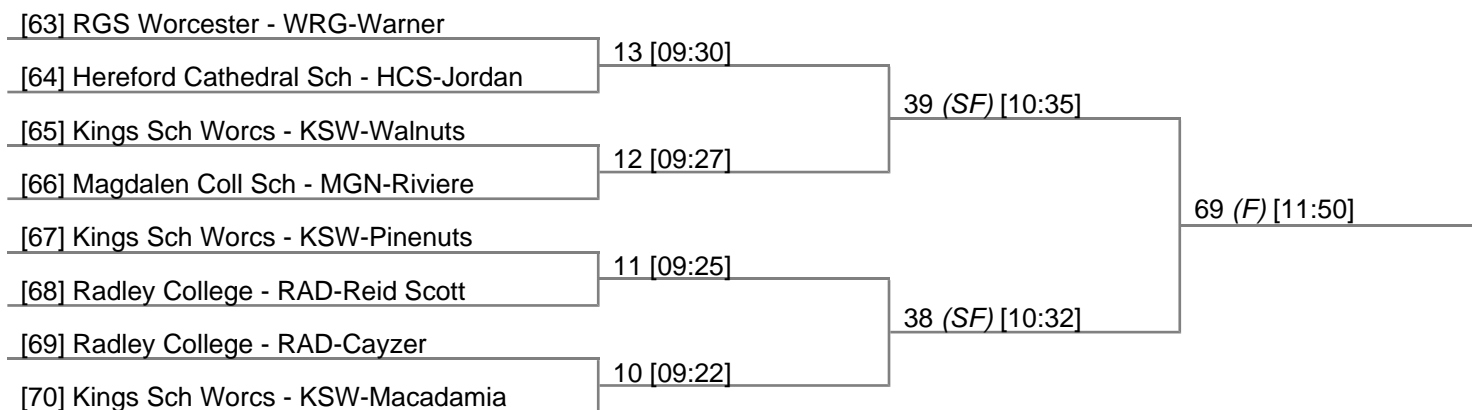 [63] RGS Worcester - WRG-Warner
13 [09:30]
[64] Hereford Cathedral Sch - HCS-Jordan
39 (SF) [10:35]
[65] Kings Sch Worcs - KSW-Walnuts
12 [09:27]
[66] Magdalen Coll Sch - MGN-Riviere
69 (F) [11:50]
[67] Kings Sch Worcs - KSW-Pinenuts
11 [09:25]
[68] Radley College - RAD-Reid Scott
38 (SF) [10:32]
[69] Radley College - RAD-Cayzer
10 [09:22]
[70] Kings Sch Worcs - KSW-Macadamia